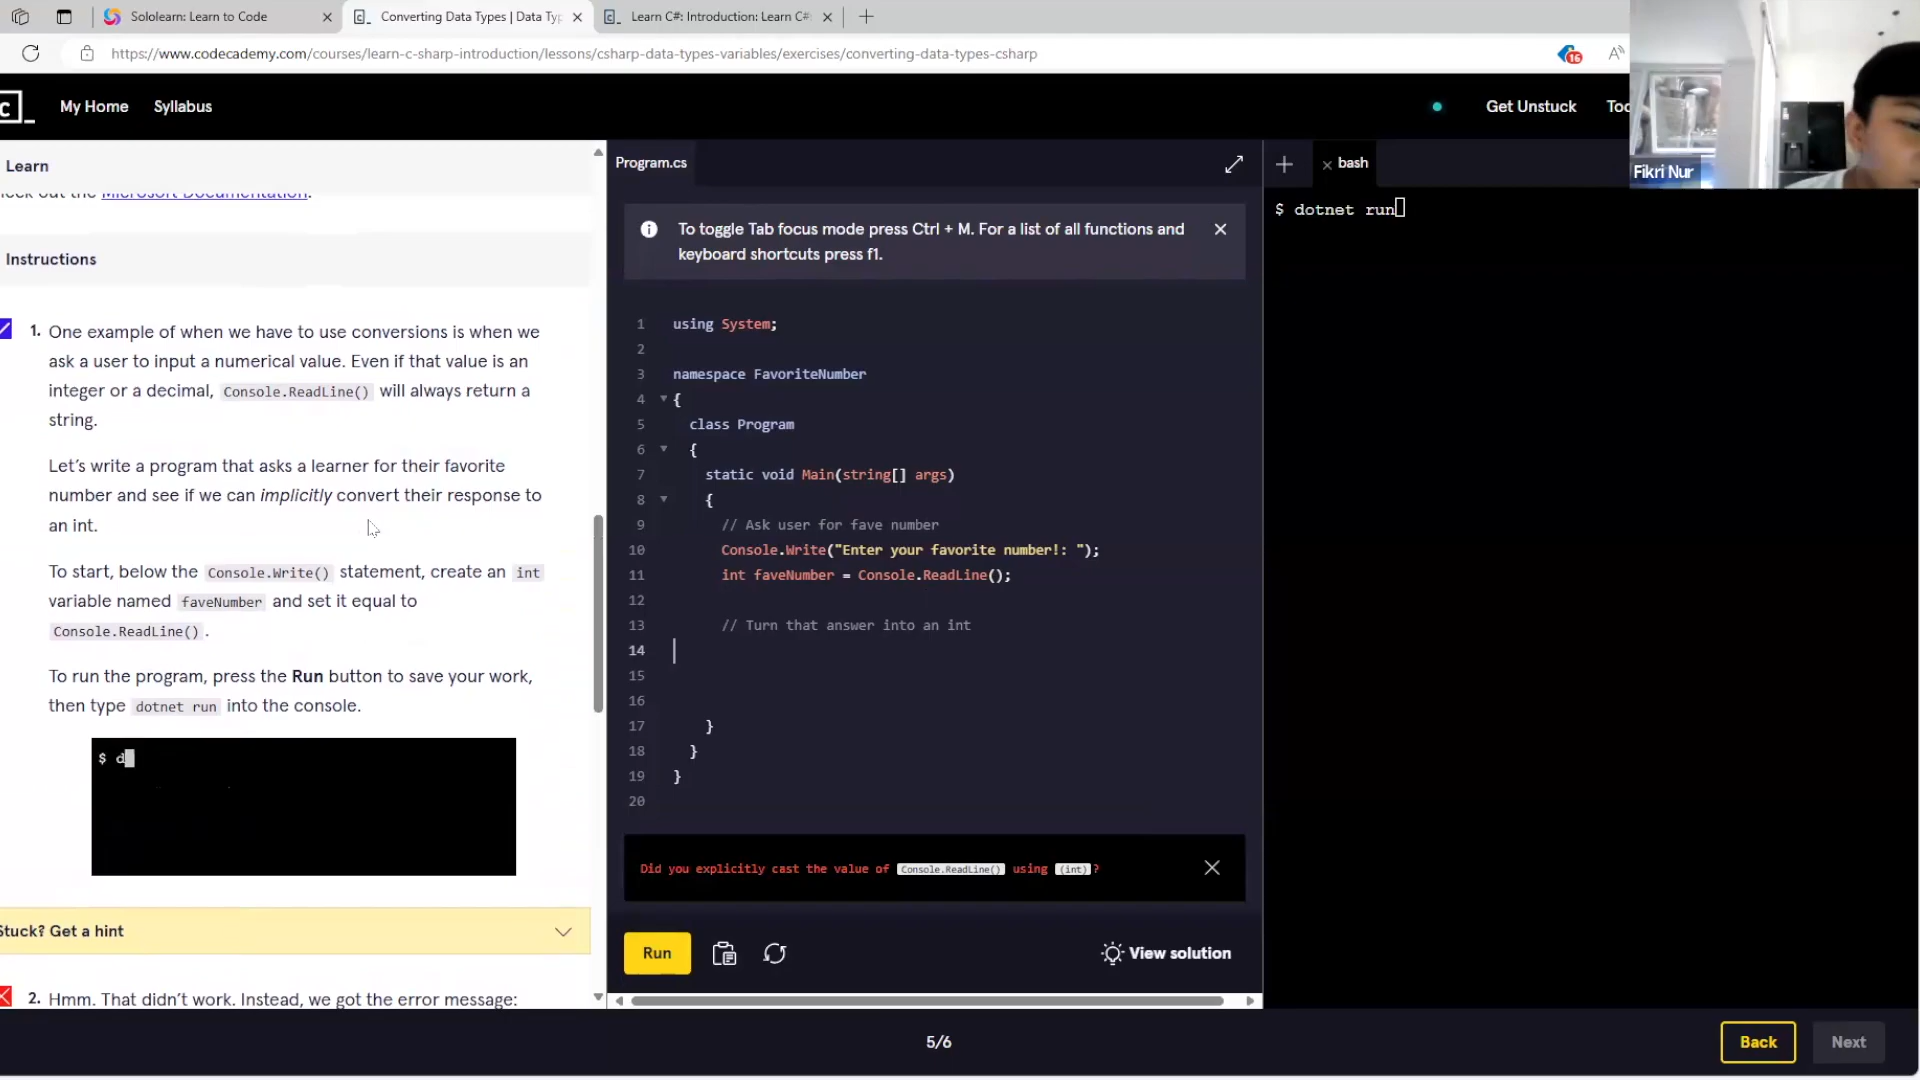 Sololearn: Learn to Code
Converting Data Types | Data Typ
Learn C#: Introduction: Learn C#
https://www.codecademy.com/courses/learn-c-sharp-introduction/lessons/csharp-data-types-variables/exercises/converting-data-types-csharp
16
My Home
Syllabus
Get Unstuck
Too
Fikri Nur
Learn
Microsoft Documentation.
Instructions
1. One example of when we have to use conversions is when we
ask a user to input a numerical value. Even if that value is an
integer or a decimal, Console.ReadLine() will always return a
string.
Let's write a program that asks a learner for their favorite
number and see if we can implicitly convert their response to
an int.
To start, below the Console.Write() statement, create an int
variable named faveNumber and set it equal to
Console.ReadLine() .
To run the program, press the Run button to save your work,
then type dotnet run into the console.
$ d
Stuck? Get a hint
2. Hmm. That didn't work. Instead, we got the error message:
Program.cs
To toggle Tab focus mode press Ctrl + M. For a list of all functions and
keyboard shortcuts press f1.
1 using System;
2
3 namespace FavoriteNumber
4 {
5 class Program
6 {
7 static void Main(string[] args)
8 {
9 // Ask user for fave number
10 Console.Write("Enter your favorite number!: ");
11 int faveNumber = Console.ReadLine();
12
13 // Turn that answer into an int
14
15
16
17 }
18 }
19 }
20
Did you explicitly cast the value of Console.ReadLine() using (int)?
Run
View solution
bash
$ dotnet run
5/6
Back
Next